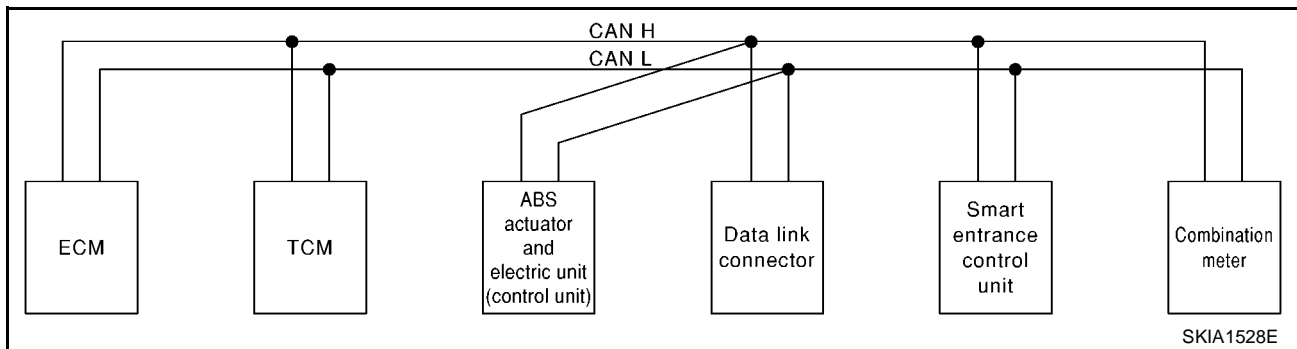 CAN H
CAN L
ECM
TCM
ABS
actuator
and
electric unit
(control unit)
Data link
connector
Smart
entrance
control
unit
Combination
meter
SKIA1528E